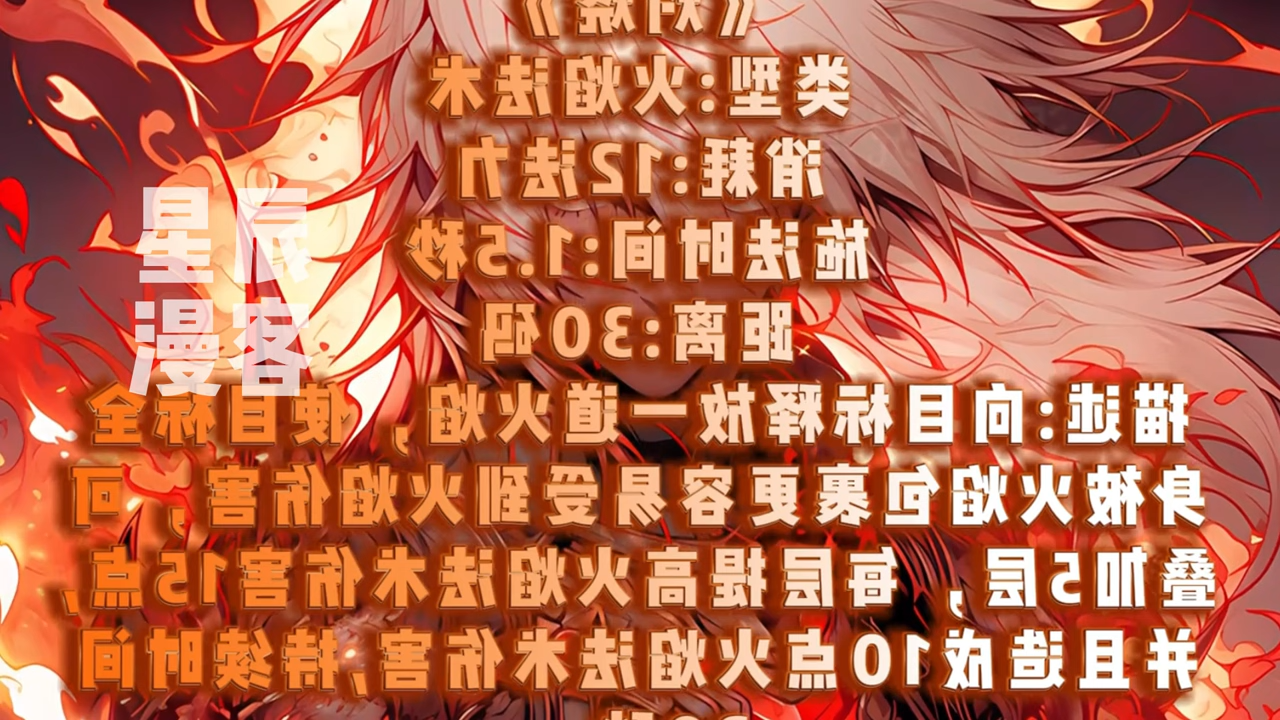 《灼烧》
类型:火焰法术
消耗:12法力
施法时间:1.5秒
距离:30码
描述:向目标释放一道火焰,使目标全
身被火焰包裹更容易受到火焰伤害,可
叠加5层,每层提高火焰法术伤害15点,
并且造成10点火焰法术伤害,持续时间
星辰
漫客